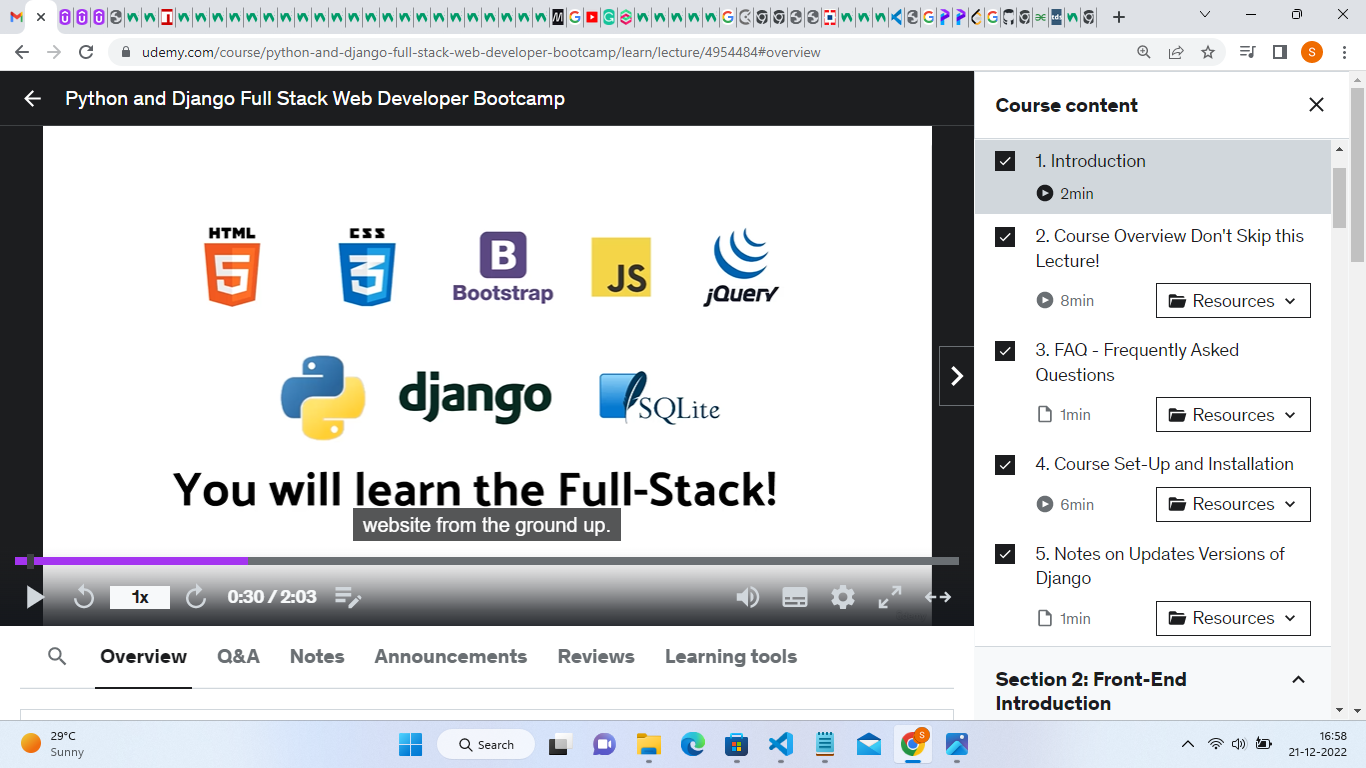 udemy.com/course/python-and-django-full-stack-web-developer-bootcamp/learn/lecture/4954484#overview
S
Python and Django Full Stack Web Developer Bootcamp
HTML
5
CSS
3
B
Bootstrap
JS
jQuery
django
SQLite
You will learn the Full-Stack!
website from the ground up.
1x
0:30 / 2:03
Overview
Q&A
Notes
Announcements
Reviews
Learning tools
Course content
1. Introduction
2min
2. Course Overview Don't Skip this
Lecture!
8min
Resources
3. FAQ - Frequently Asked
Questions
1min
Resources
4. Course Set-Up and Installation
6min
Resources
5. Notes on Updates Versions of
Django
1min
Resources
Section 2: Front-End
Introduction
29°C
Sunny
Search
S
16:58
21-12-2022